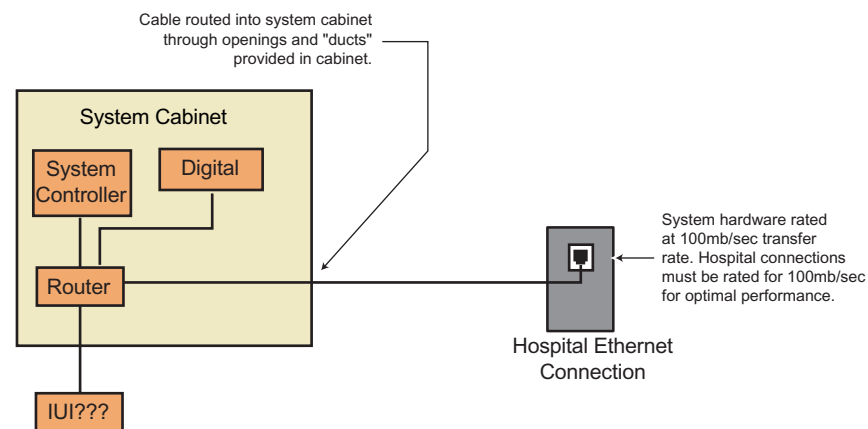 Cable routed into system cabinet
through openings and "ducts"
provided in cabinet.
System Cabinet
System
Controller
Digital
Router
IUI???
System hardware rated
at 100mb/sec transfer
rate. Hospital connections
must be rated for 100mb/sec
for optimal performance.
Hospital Ethernet
Connection